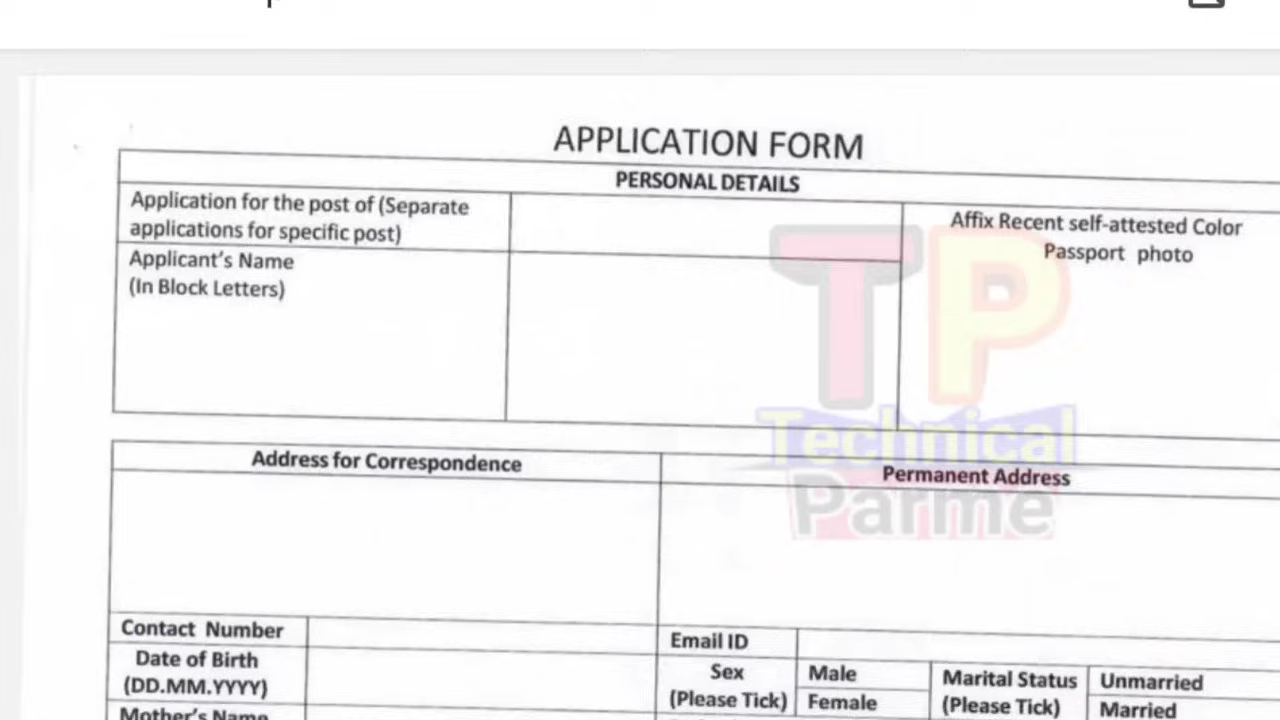 APPLICATION FORM
PERSONAL DETAILS
Application for the post of (Separate
applications for specific post)
Affix Recent self-attested Color
Passport photo
Applicant's Name
(In Block Letters)
TP
Technical
Parme
Address for Correspondence
Permanent Address
Contact Number
Email ID
Date of Birth
(DD.MM.YYYY)
Sex
(Please Tick)
Male
Female
Marital Status
(Please Tick)
Unmarried
Married
Mother's Name